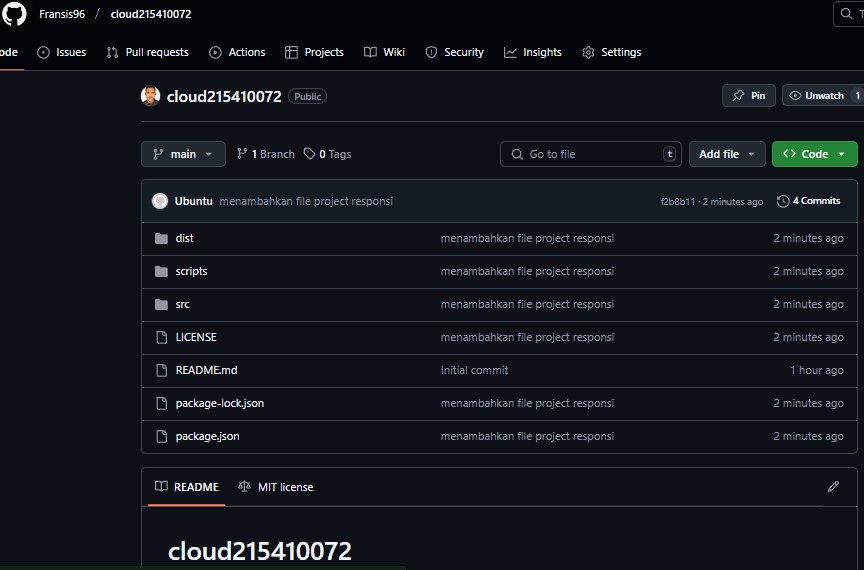 Fransis96 / cloud215410072
ode Issues Pull requests Actions Projects Wiki Security Insights Settings
cloud215410072 Public Pin Unwatch 1
main 1 Branch 0 Tags Go to file t Add file <> Code
Ubuntu menambahkan file project responsi f2b8b11 · 2 minutes ago 4 Commits
dist menambahkan file project responsi 2 minutes ago
scripts menambahkan file project responsi 2 minutes ago
src menambahkan file project responsi 2 minutes ago
LICENSE menambahkan file project responsi 2 minutes ago
README.md Initial commit 1 hour ago
package-lock.json menambahkan file project responsi 2 minutes ago
package.json menambahkan file project responsi 2 minutes ago
README MIT license
cloud215410072